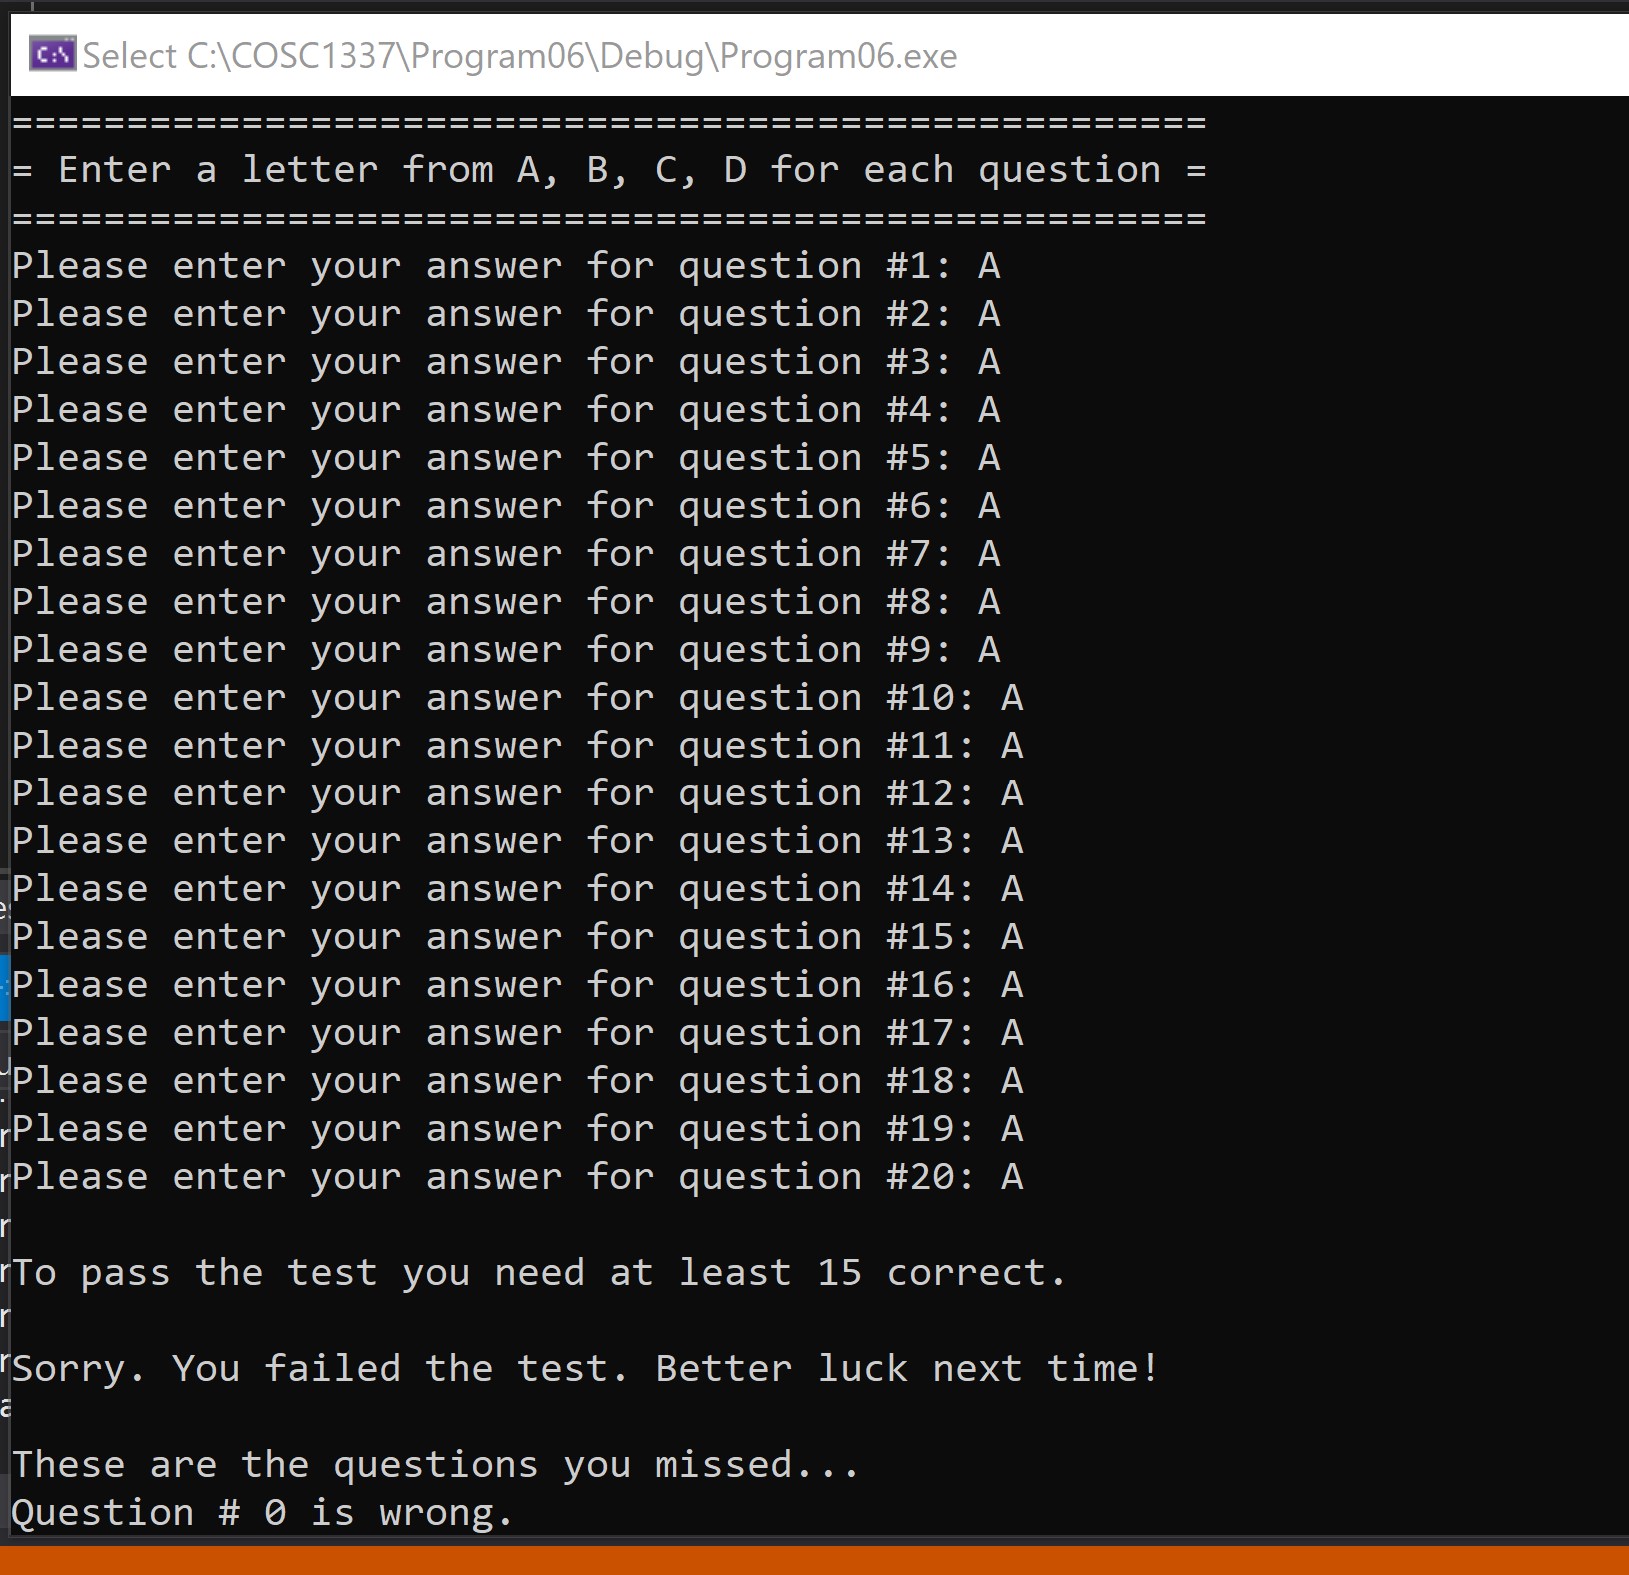 C:\
Select C:\COSC1337\Program06\Debug\Program06.exe
====================================================
= Enter a letter from A, B, C, D for each question =
====================================================
Please enter your answer for question #1: A
Please enter your answer for question #2: A
Please enter your answer for question #3: A
Please enter your answer for question #4: A
Please enter your answer for question #5: A
Please enter your answer for question #6: A
Please enter your answer for question #7: A
Please enter your answer for question #8: A
Please enter your answer for question #9: A
Please enter your answer for question #10: A
Please enter your answer for question #11: A
Please enter your answer for question #12: A
Please enter your answer for question #13: A
Please enter your answer for question #14: A
Please enter your answer for question #15: A
Please enter your answer for question #16: A
Please enter your answer for question #17: A
Please enter your answer for question #18: A
Please enter your answer for question #19: A
Please enter your answer for question #20: A
To pass the test you need at least 15 correct.
Sorry. You failed the test. Better luck next time!
These are the questions you missed...
Question # 0 is wrong.